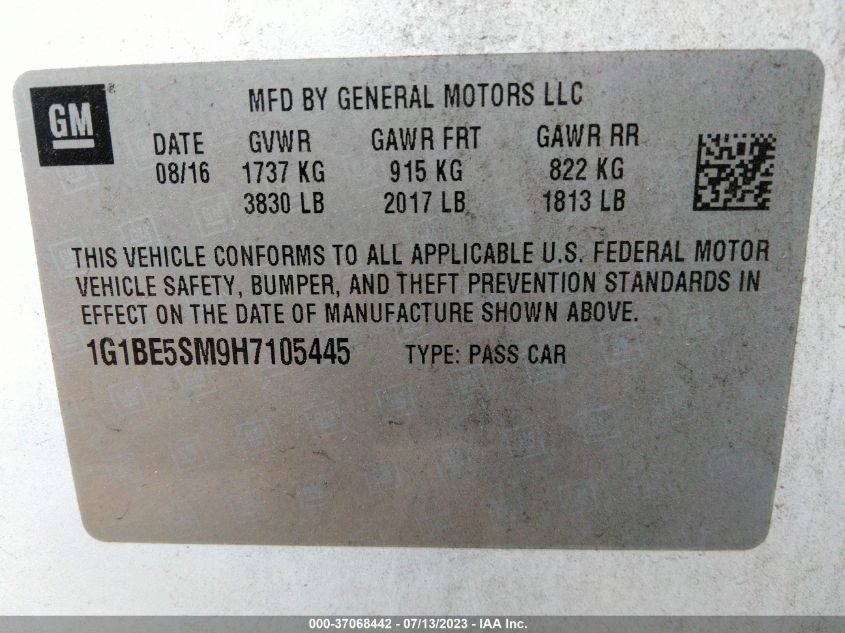 GM®
MFD BY GENERAL MOTORS LLC
DATE GVWR GAWR FRT GAWR RR
08/16 1737 KG 915 KG 822 KG
3830 LB 2017 LB 1813 LB
THIS VEHICLE CONFORMS TO ALL APPLICABLE U.S. FEDERAL MOTOR
VEHICLE SAFETY, BUMPER, AND THEFT PREVENTION STANDARDS IN
EFFECT ON THE DATE OF MANUFACTURE SHOWN ABOVE.
1G1BE5SM9H7105445 TYPE: PASS CAR
000-37068442 - 07/13/2023 - IAA Inc.